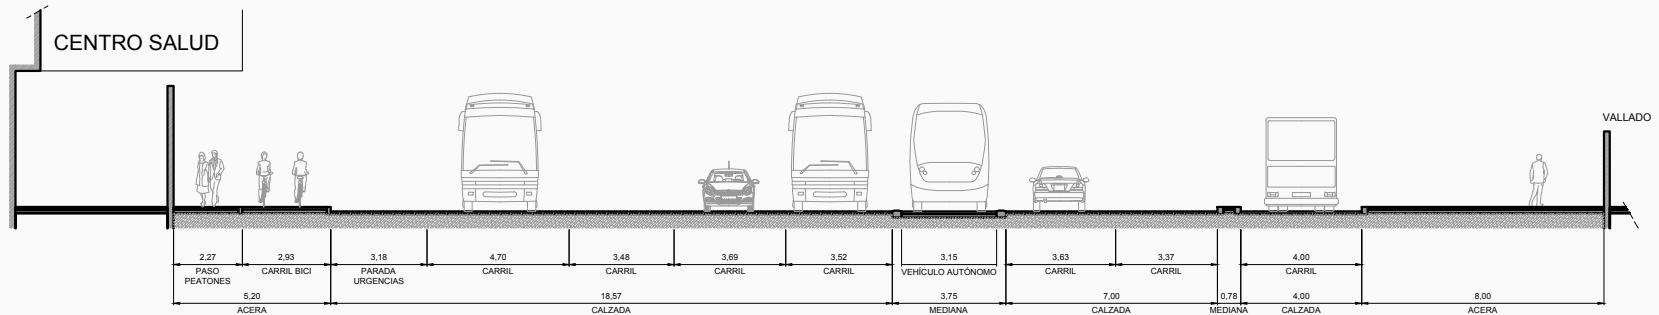 CENTRO SALUD
VALLADO
2,27 2,93 3,18 4,70 3,48 3,69 3,52 3,15 3,63 3,37 4,00
PASO CARRIL BICI PARADA CARRIL CARRIL CARRIL CARRIL VEHÍCULO AUTÓNOMO CARRIL CARRIL CARRIL
PEATONES URGENCIAS
5,20 18,57 3,75 7,00 0,78 4,00 8,00
ACERA CALZADA MEDIANA CALZADA MEDIANA CALZADA ACERA